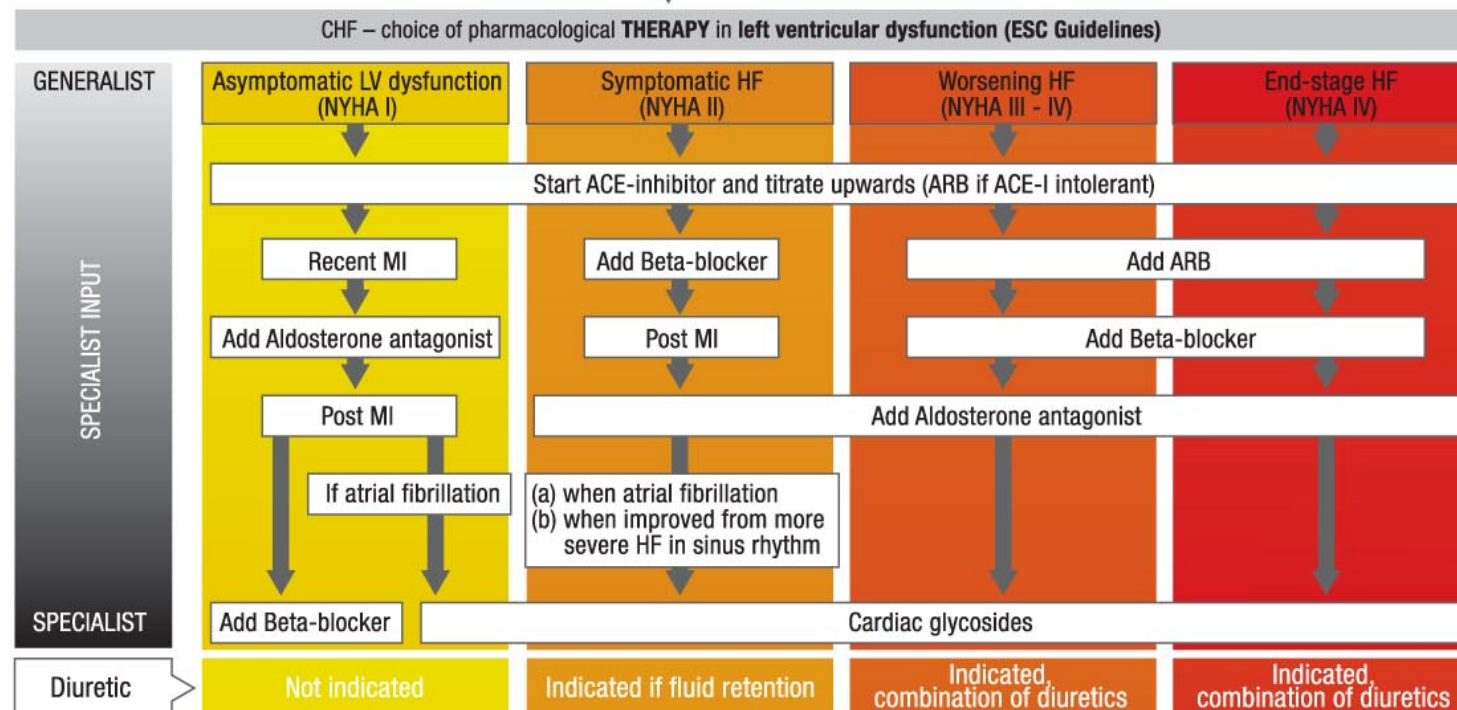 CHF – choice of pharmacological THERAPY in left ventricular dysfunction (ESC Guidelines)
GENERALIST
SPECIALIST INPUT
SPECIALIST
Asymptomatic LV dysfunction
(NYHA I)
Symptomatic HF
(NYHA II)
Worsening HF
(NYHA III - IV)
End-stage HF
(NYHA IV)
Start ACE-inhibitor and titrate upwards (ARB if ACE-I intolerant)
Recent MI
Add Beta-blocker
Add ARB
Add Aldosterone antagonist
Post MI
Add Beta-blocker
Post MI
Add Aldosterone antagonist
If atrial fibrillation
(a) when atrial fibrillation
(b) when improved from more
severe HF in sinus rhythm
Add Beta-blocker
Cardiac glycosides
Diuretic
Not indicated
Indicated if fluid retention
Indicated,
combination of diuretics
Indicated,
combination of diuretics